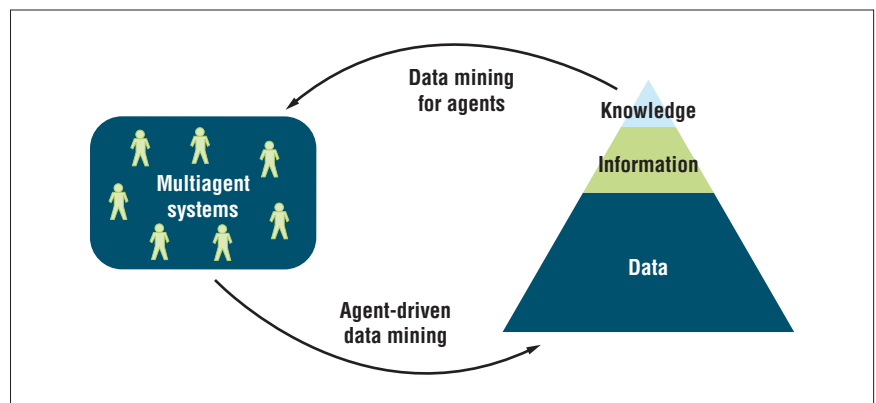 Data mining
for agents
Knowledge
Information
Multiagent
systems
Data
Agent-driven
data mining